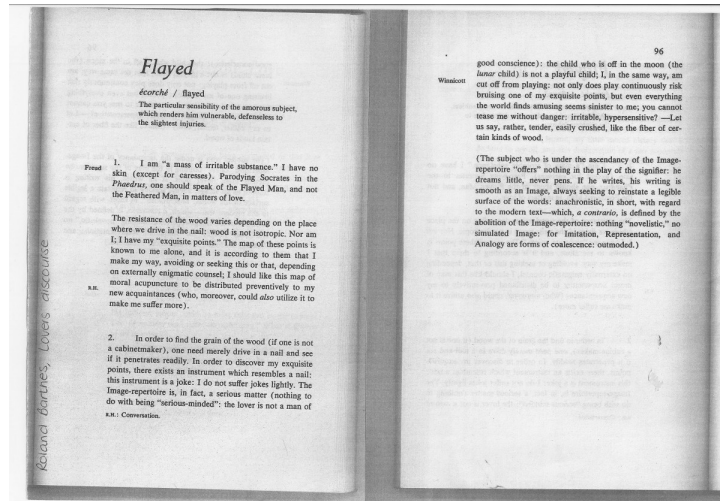 Flayed
écorché / flayed
The particular sensibility of the amorous subject,
which renders him vulnerable, defenseless to
the slightest injuries.
Freud
1. I am "a mass of irritable substance." I have no
skin (except for caresses). Parodying Socrates in the
Phaedrus, one should speak of the Flayed Man, and not
the Feathered Man, in matters of love.
The resistance of the wood varies depending on the place
where we drive in the nail: wood is not isotropic. Nor am
I; I have my "exquisite points." The map of these points is
known to me alone, and it is according to them that I
make my way, avoiding or seeking this or that, depending
on externally enigmatic counsel; I should like this map of
moral acupuncture to be distributed preventively to my
new acquaintances (who, moreover, could also utilize it to
make me suffer more).
R.H.
2. In order to find the grain of the wood (if one is not
a cabinetmaker), one need merely drive in a nail and see
if it penetrates readily. In order to discover my exquisite
points, there exists an instrument which resembles a nail:
this instrument is a joke: I do not suffer jokes lightly. The
Image-repertoire is, in fact, a serious matter (nothing to
do with being "serious-minded": the lover is not a man of
R.H.: Conversation.
Roland Barthes, Lovers discourse
96
good conscience): the child who is off in the moon (the
lunar child) is not a playful child; I, in the same way, am
cut off from playing: not only does play continuously risk
bruising one of my exquisite points, but even everything
the world finds amusing seems sinister to me; you cannot
tease me without danger: irritable, hypersensitive? —Let
us say, rather, tender, easily crushed, like the fiber of cer-
tain kinds of wood.
Winnicott
(The subject who is under the ascendancy of the Image-
repertoire "offers" nothing in the play of the signifier: he
dreams little, never pens. If he writes, his writing is
smooth as an Image, always seeking to reinstate a legible
surface of the words: anachronistic, in short, with regard
to the modern text—which, a contrario, is defined by the
abolition of the Image-repertoire: nothing "novelistic," no
simulated Image: for Imitation, Representation, and
Analogy are forms of coalescence: outmoded.)